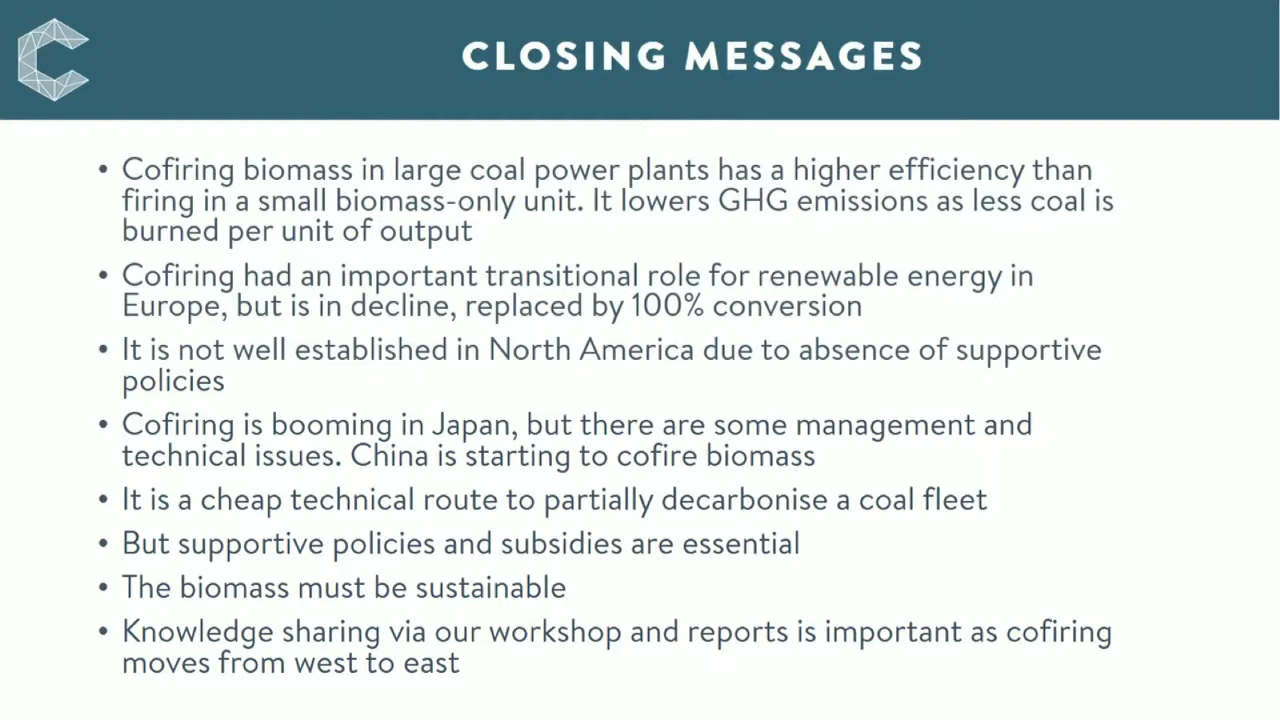 CLOSING MESSAGES
• Cofiring biomass in large coal power plants has a higher efficiency than
firing in a small biomass-only unit. It lowers GHG emissions as less coal is
burned per unit of output
• Cofiring had an important transitional role for renewable energy in
Europe, but is in decline, replaced by 100% conversion
• It is not well established in North America due to absence of supportive
policies
• Cofiring is booming in Japan, but there are some management and
technical issues. China is starting to cofire biomass
• It is a cheap technical route to partially decarbonise a coal fleet
• But supportive policies and subsidies are essential
• The biomass must be sustainable
• Knowledge sharing via our workshop and reports is important as cofiring
moves from west to east